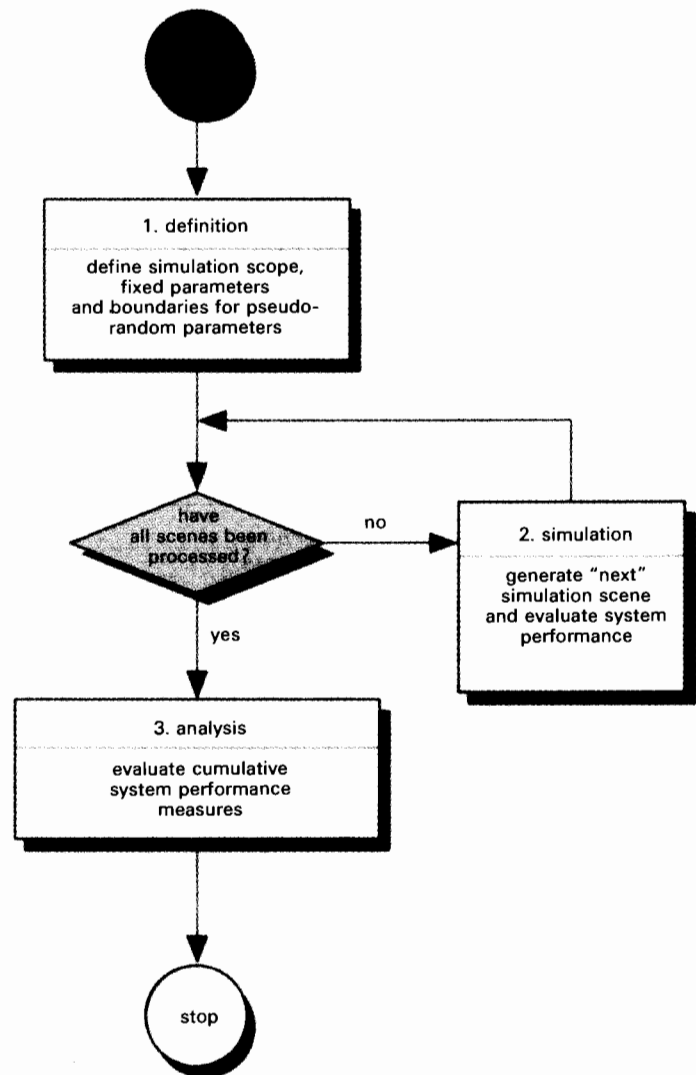 1. definition
define simulation scope,
fixed parameters
and boundaries for pseudo-
random parameters
have
all scenes been
processed?
no
2. simulation
generate “next”
simulation scene
and evaluate system
performance
yes
3. analysis
evaluate cumulative
system performance
measures
stop